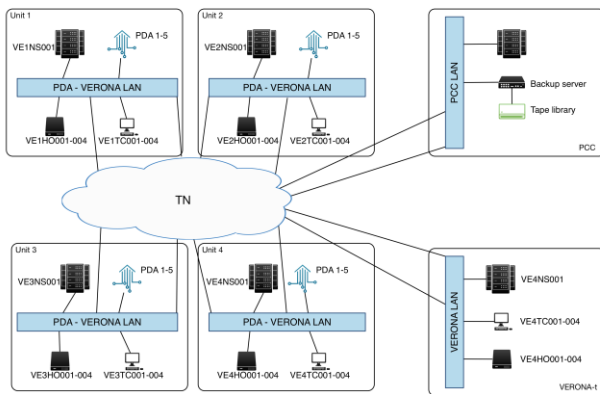 Unit 1
VE1NS001
PDA 1-5
PDA - VERONA LAN
VE1HO001-004
VE1TC001-004
Unit 2
VE2NS001
PDA 1-5
PDA - VERONA LAN
VE2HO001-004
VE2TC001-004
PCC LAN
Backup server
Tape library
PCC
TN
Unit 3
VE3NS001
PDA 1-5
PDA - VERONA LAN
VE3HO001-004
VE3TC001-004
Unit 4
VE4NS001
PDA 1-5
PDA - VERONA LAN
VE4HO001-004
VE4TC001-004
VERONA LAN
VE4NS001
VE4TC001-004
VE4HO001-004
VERONA-t